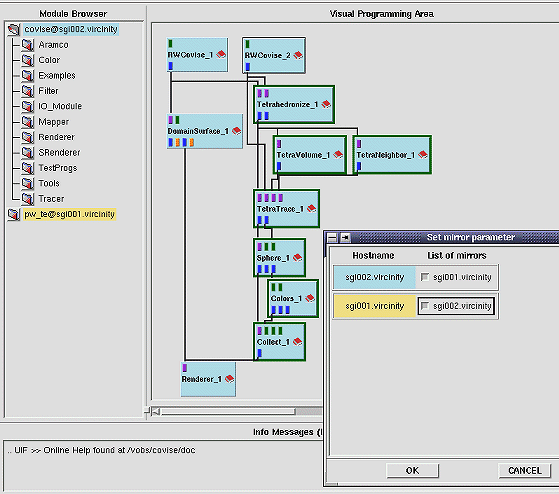 Module Browser
Visual Programming Area
covise@sgi002.vircinity
Aramco
Color
Examples
Filter
IO_Module
Mapper
Renderer
SRenderer
TestProgs
Tools
Tracer
pw_te@sgi001.vircinity
RWCovise_1
RWCovise_2
Tetrahedronize_1
DomainSurface_1
TetraVolume_1
TetraNeighbor_1
TetraTrace_1
Sphere_1
Colors_1
Collect_1
Renderer_1
Set mirror parameter
Hostname
List of mirrors
sgi002.vircinity
sgi001.vircinity
sgi001.vircinity
sgi002.vircinity
OK
CANCEL
Info Messages (
.. UIF >> Online Help found at /vobs/covise/doc